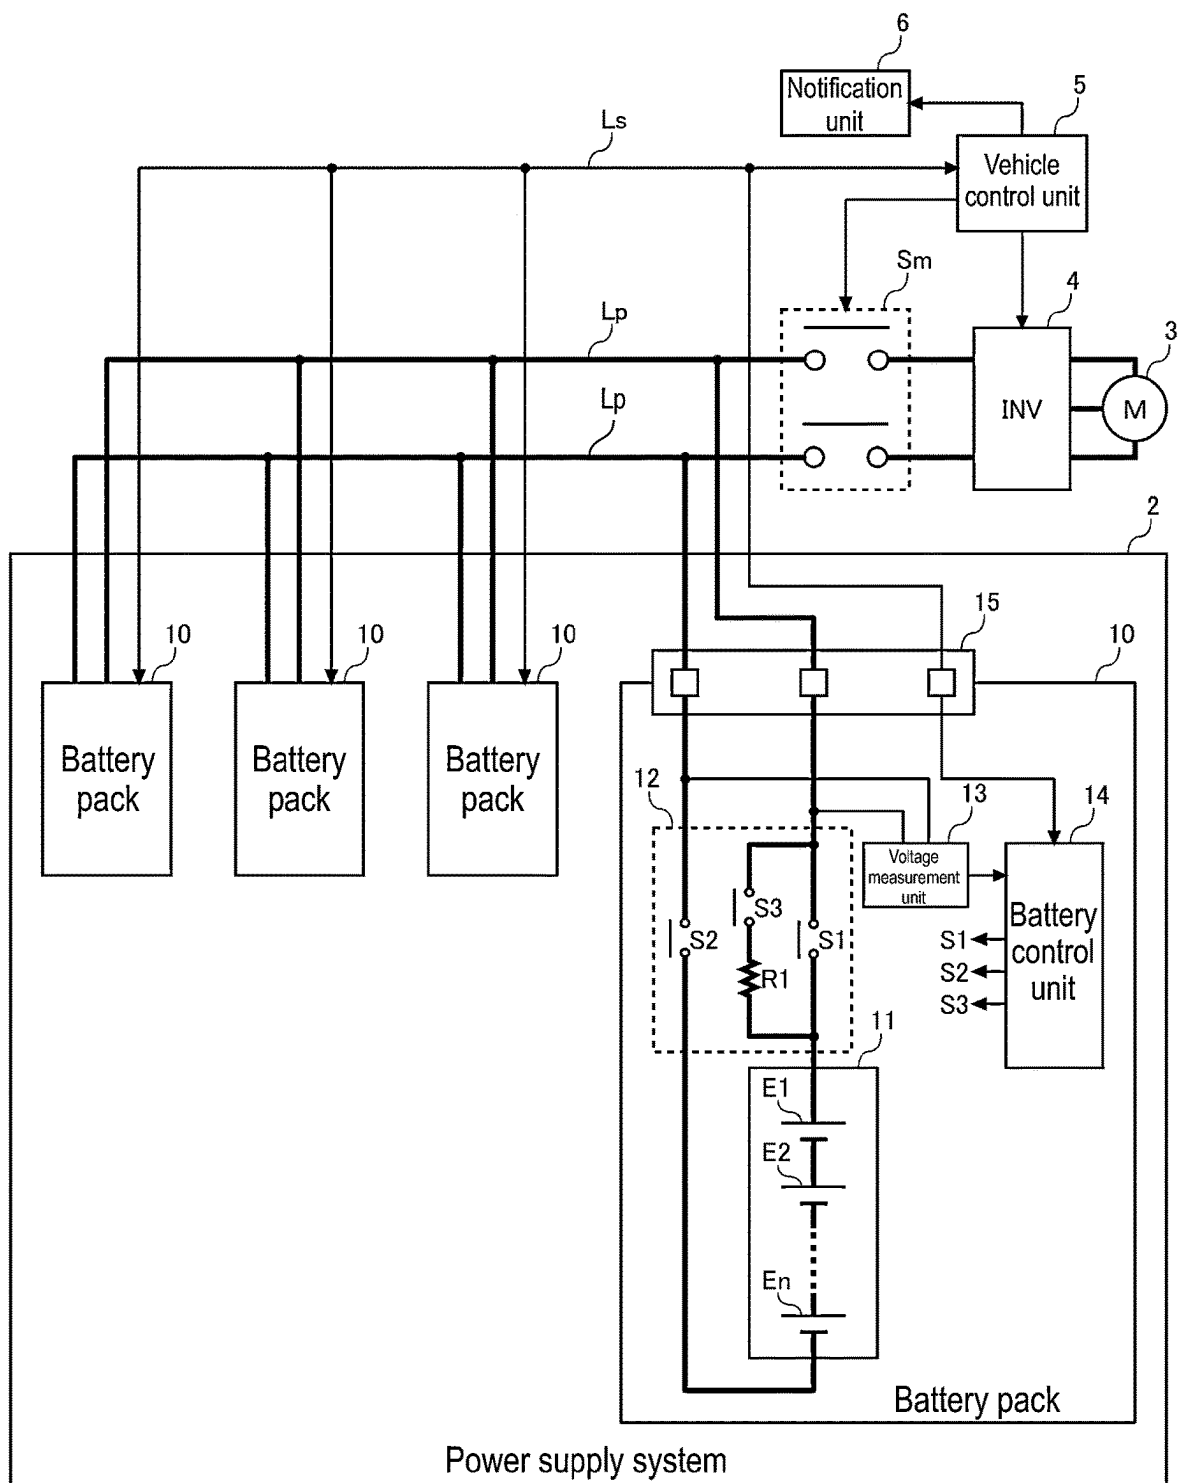 6
Notification
unit
5
Ls
Vehicle
control unit
Sm
4
Lp
3
INV
M
Lp
2
15
10
10
10
10
Battery
pack
Battery
pack
Battery
pack
12
13
14
Voltage
measurement
unit
S3
S2
S1
R1
Battery
control
unit
S1
S2
S3
11
E1
E2
En
Battery pack
Power supply system